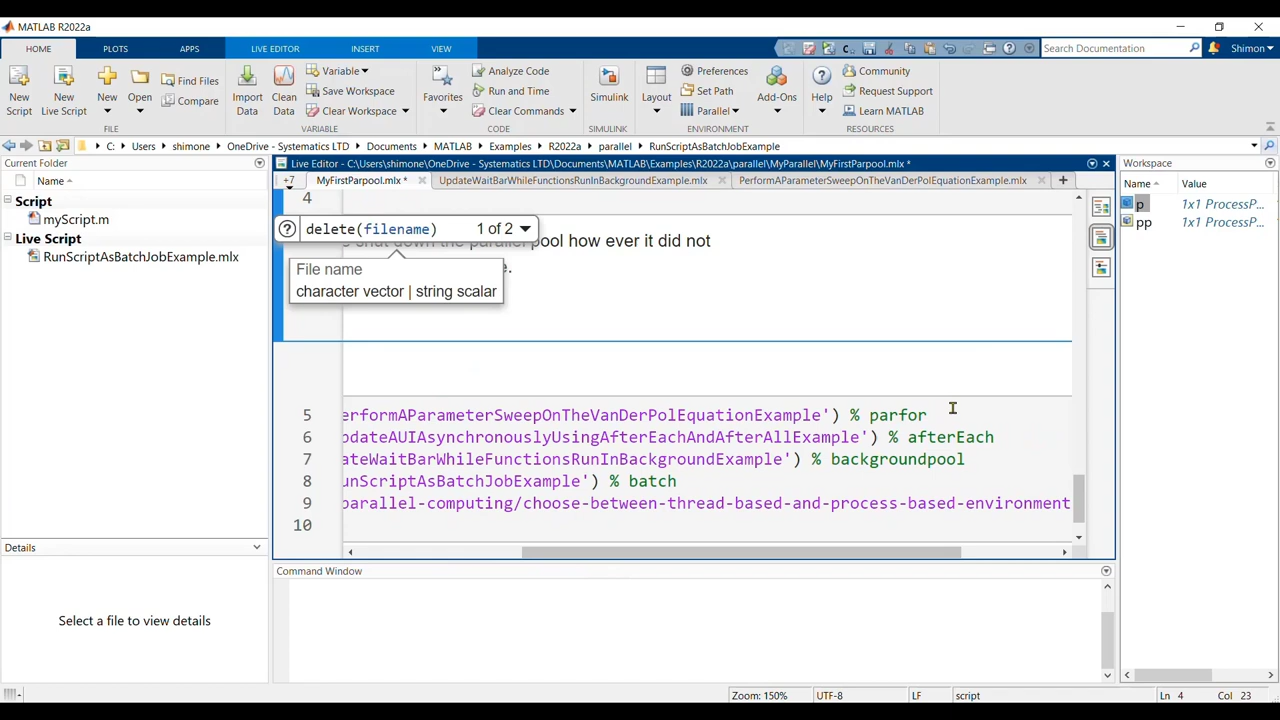 MATLAB R2022a
HOME PLOTS APPS LIVE EDITOR INSERT VIEW
Search Documentation Shimon
New Script
New Live Script
New
Open
Find Files
Compare
FILE
Import Data
Clean Data
Variable
Save Workspace
Clear Workspace
VARIABLE
Favorites
Analyze Code
Run and Time
Clear Commands
CODE
Simulink
SIMULINK
Layout
Preferences
Set Path
Parallel
Add-Ons
ENVIRONMENT
Help
Community
Request Support
Learn MATLAB
RESOURCES
C: Users shimone OneDrive - Systematics LTD Documents MATLAB Examples R2022a parallel RunScriptAsBatchJobExample
Current Folder
Name
Script
myScript.m
Live Script
RunScriptAsBatchJobExample.mlx
Details
Select a file to view details
Live Editor - C:\Users\shimone\OneDrive - Systematics LTD\Documents\MATLAB\Examples\R2022a\parallel\MyParallel\MyFirstParpool.mlx *
+7 MyFirstParpool.mlx * UpdateWaitBarWhileFunctionsRunInBackgroundExample.mlx PerformAParameterSweepOnTheVanDerPolEquationExample.mlx +
4
delete(filename) 1 of 2
shut down the parallel pool how ever it did not
e.
File name
character vector | string scalar
5 erformAParameterSweepOnTheVanDerPolEquationExample') % parfor
6 pdateAUIAsynchronouslyUsingAfterEachAndAfterAllExample') % afterEach
7 ateWaitBarWhileFunctionsRunInBackgroundExample') % backgroundpool
8 unScriptAsBatchJobExample') % batch
9 parallel-computing/choose-between-thread-based-and-process-based-environment
10
Command Window
Workspace
Name Value
p 1x1 ProcessP...
pp 1x1 ProcessP...
Zoom: 150% UTF-8 LF script Ln 4 Col 23